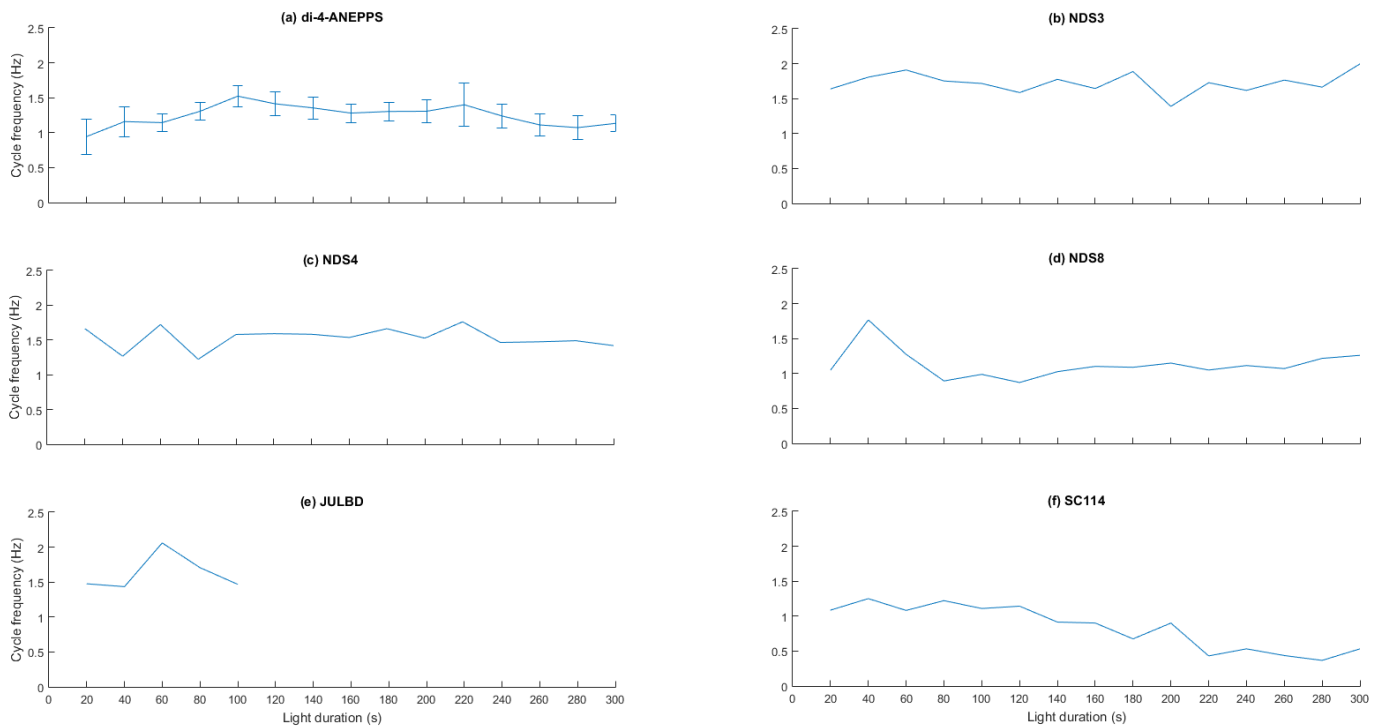 (a) di-4-ANEPPS
Cycle frequency (Hz)
2.5
2
1.5
1
0.5
0
(b) NDS3
2.5
2
1.5
1
0.5
0
(c) NDS4
Cycle frequency (Hz)
2.5
2
1.5
1
0.5
0
(d) NDS8
2.5
2
1.5
1
0.5
0
(e) JULBD
Cycle frequency (Hz)
2.5
2
1.5
1
0.5
0
0 20 40 60 80 100 120 140 160 180 200 220 240 260 280 300
Light duration (s)
(f) SC114
2.5
2
1.5
1
0.5
0
0 20 40 60 80 100 120 140 160 180 200 220 240 260 280 300
Light duration (s)